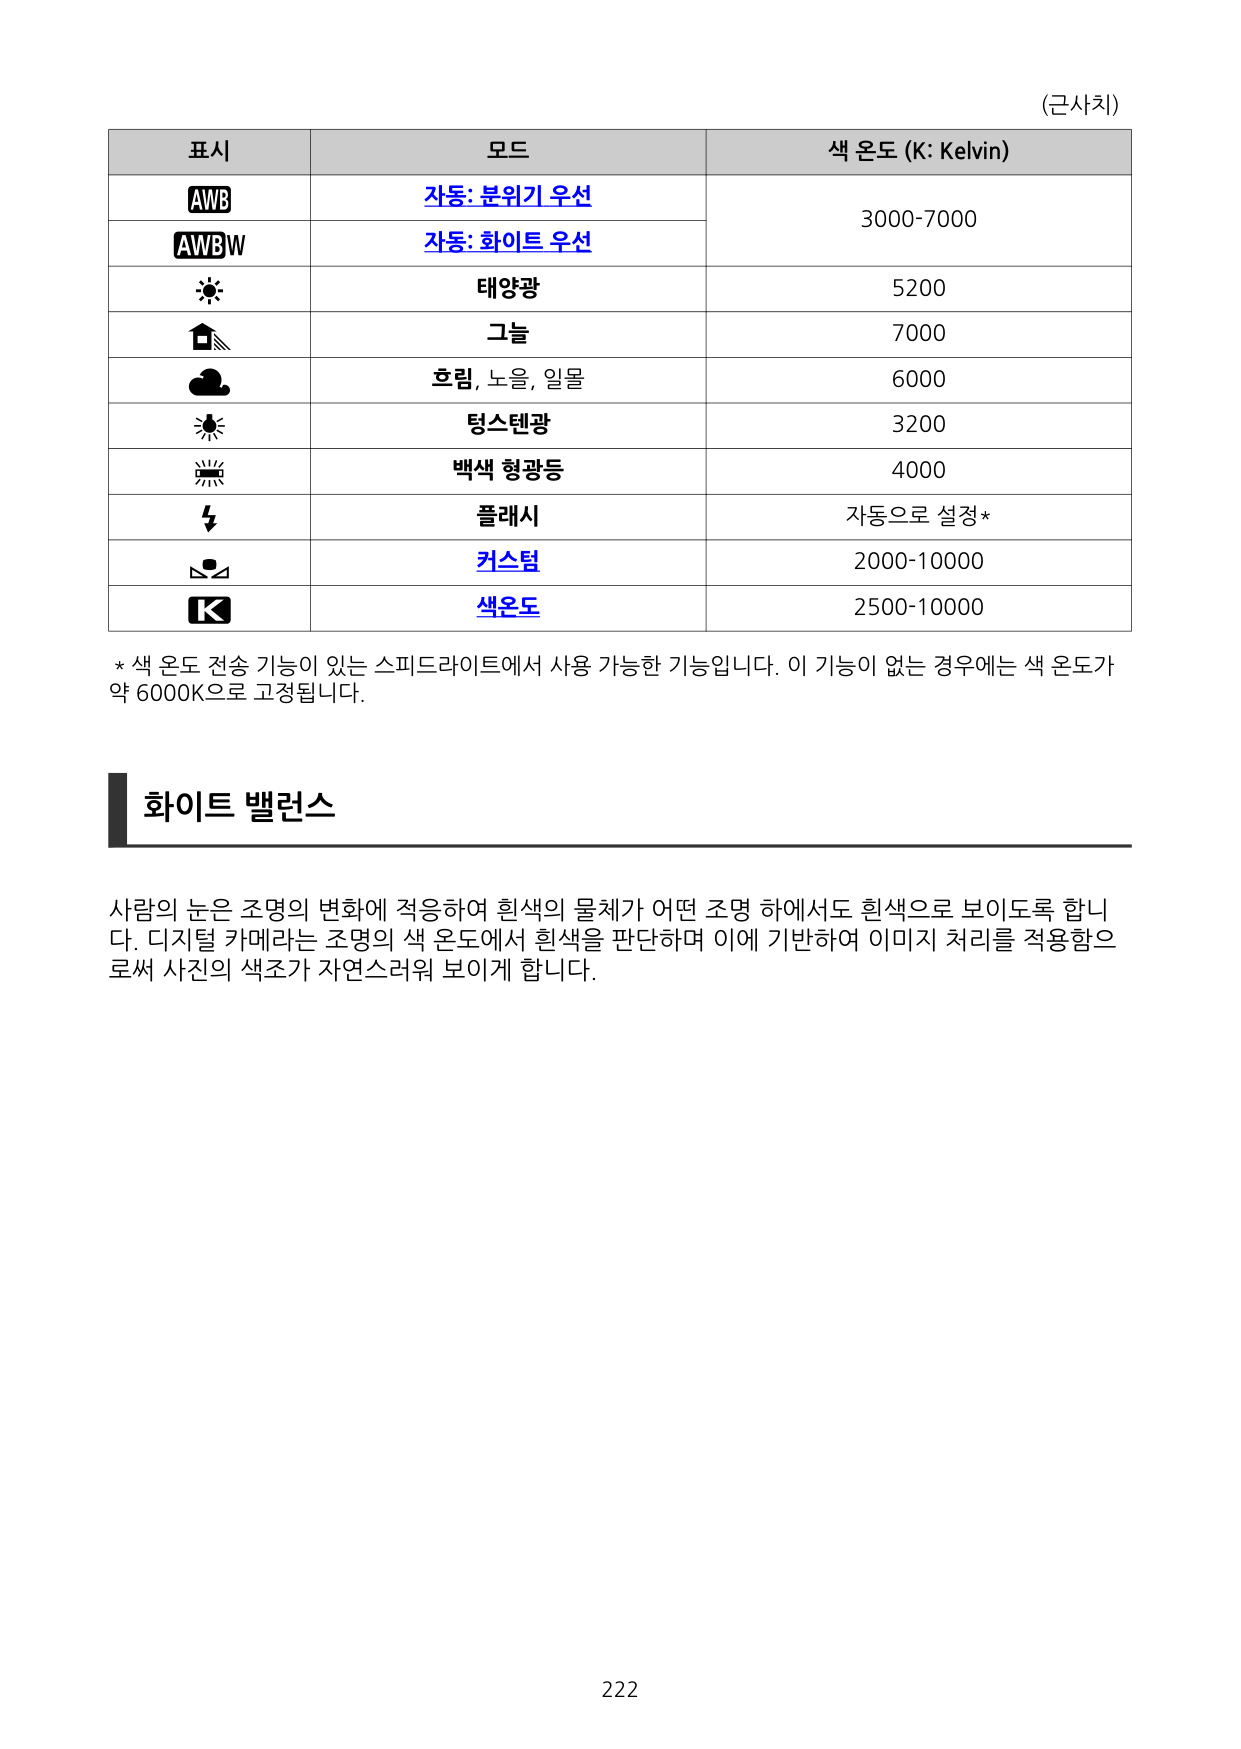 (근사치)
표시 모드 색 온도 (K: Kelvin)
AWB 자동: 분위기 우선 3000-7000
AWBW 자동: 화이트 우선
태양광 5200
그늘 7000
흐림, 노을, 일몰 6000
텅스텐광 3200
백색 형광등 4000
플래시 자동으로 설정*
커스텀 2000-10000
K 색온도 2500-10000
* 색 온도 전송 기능이 있는 스피드라이트에서 사용 가능한 기능입니다. 이 기능이 없는 경우에는 색 온도가
약 6000K으로 고정됩니다.
화이트 밸런스
사람의 눈은 조명의 변화에 적응하여 흰색의 물체가 어떤 조명 하에서도 흰색으로 보이도록 합니
다. 디지털 카메라는 조명의 색 온도에서 흰색을 판단하며 이에 기반하여 이미지 처리를 적용함으
로써 사진의 색조가 자연스러워 보이게 합니다.
222